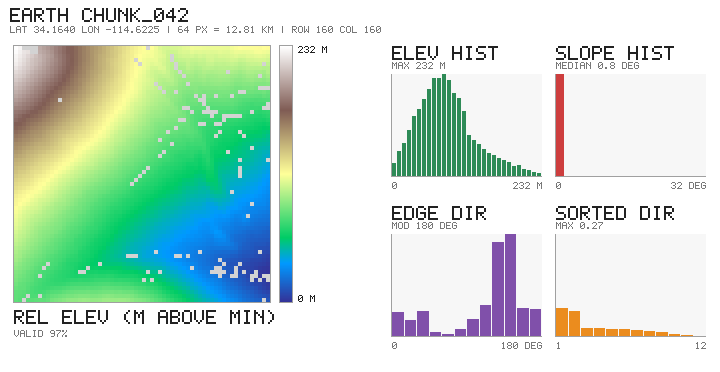 EARTH CHUNK_042
LAT 34.1640 LON -114.6225 | 64 PX = 12.81 KM | ROW 160 COL 160
232 M
0 M
REL ELEV (M ABOVE MIN)
VALID 97%
ELEV HIST
MAX 232 M
0 232 M
SLOPE HIST
MEDIAN 0.8 DEG
0 32 DEG
EDGE DIR
MOD 180 DEG
0 180 DEG
SORTED DIR
MAX 0.27
1 12